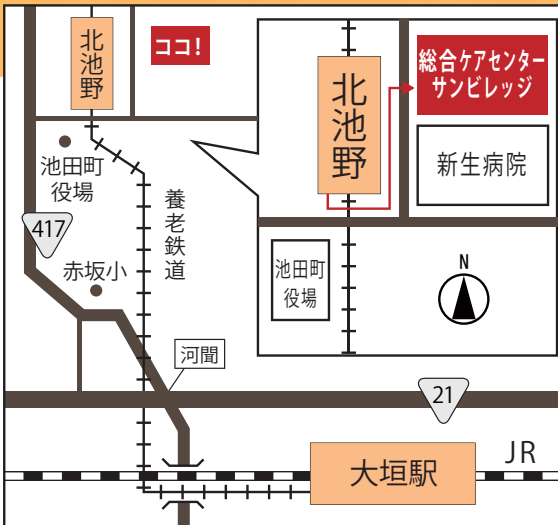 北池野
ココ!
総合ケアセンター
サンビレッジ
北池野
新生病院
池田町
役場
養老鉄道
417
赤坂小
池田町
役場
N
河聞
21
大垣駅
JR